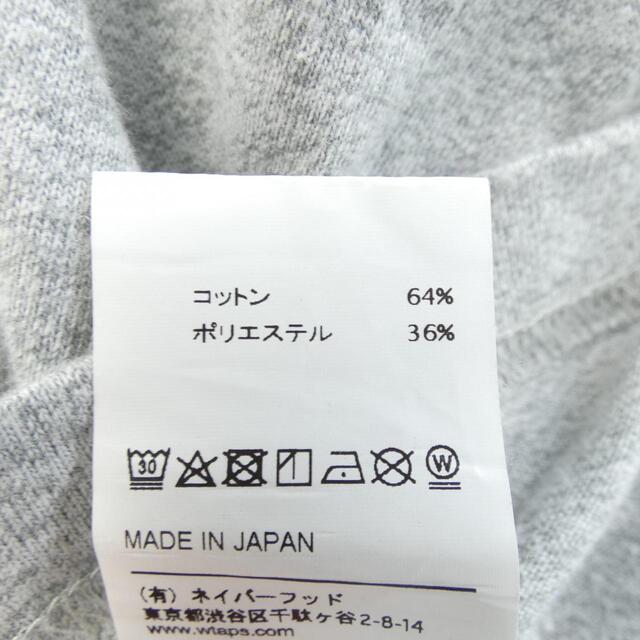 コットン 64%
ポリエステル 36%
30 W
MADE IN JAPAN
(有) ネイバーフッド
東京都渋谷区千駄ヶ谷2-8-14
www.wtaps.com